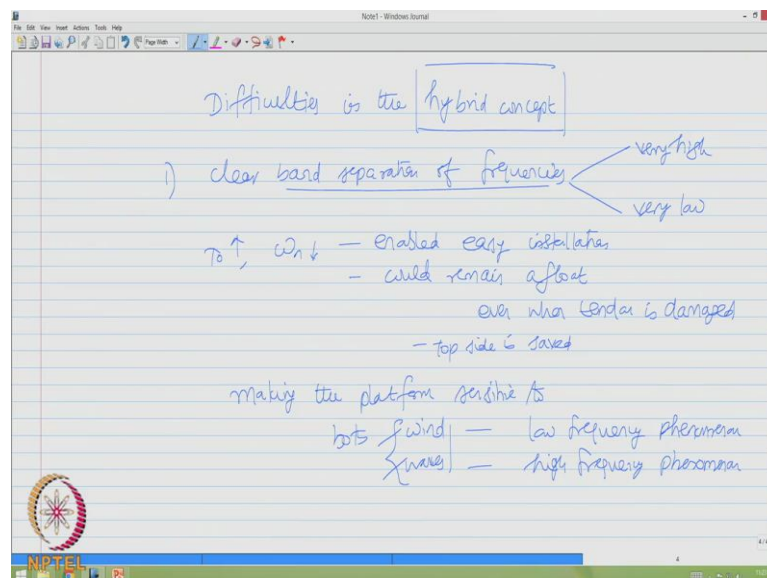 Note1 - Windows Journal
File Edit View Insert Actions Tools Help
Page Width
Difficulties is the hybrid concept
1) clear band separation of frequencies
very high
very low
To ↑, ωn ↓ — enabled easy installation
- could remain afloat
even when tendon is damaged
- top side is saved
making the platform sensitive to
both { wind — low frequency phenomenon
{ waves — high frequency phenomenon
NPTEL
4